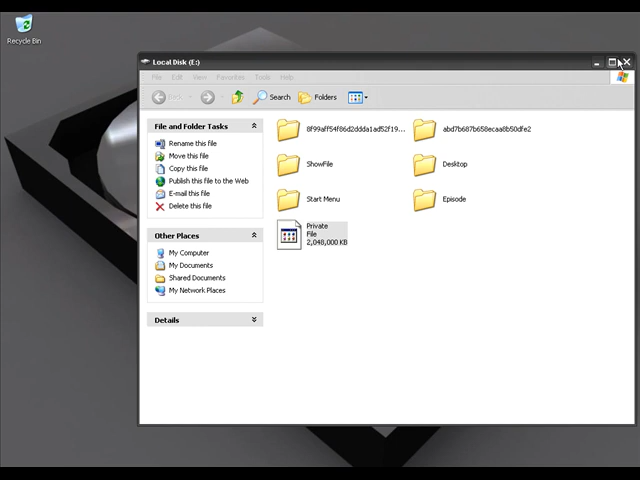 Recycle Bin
Local Disk (E:)
File Edit View Favorites Tools Help
Back Search Folders
File and Folder Tasks
Rename this file
Move this file
Copy this file
Publish this file to the Web
E-mail this file
Delete this file
Other Places
My Computer
My Documents
Shared Documents
My Network Places
Details
8f99aff54f86d2ddda1ad52f19...
abd7b687b658ecaa8b50dfe2
ShowFile
Desktop
Start Menu
Episode
Private
File
2,048,000 KB